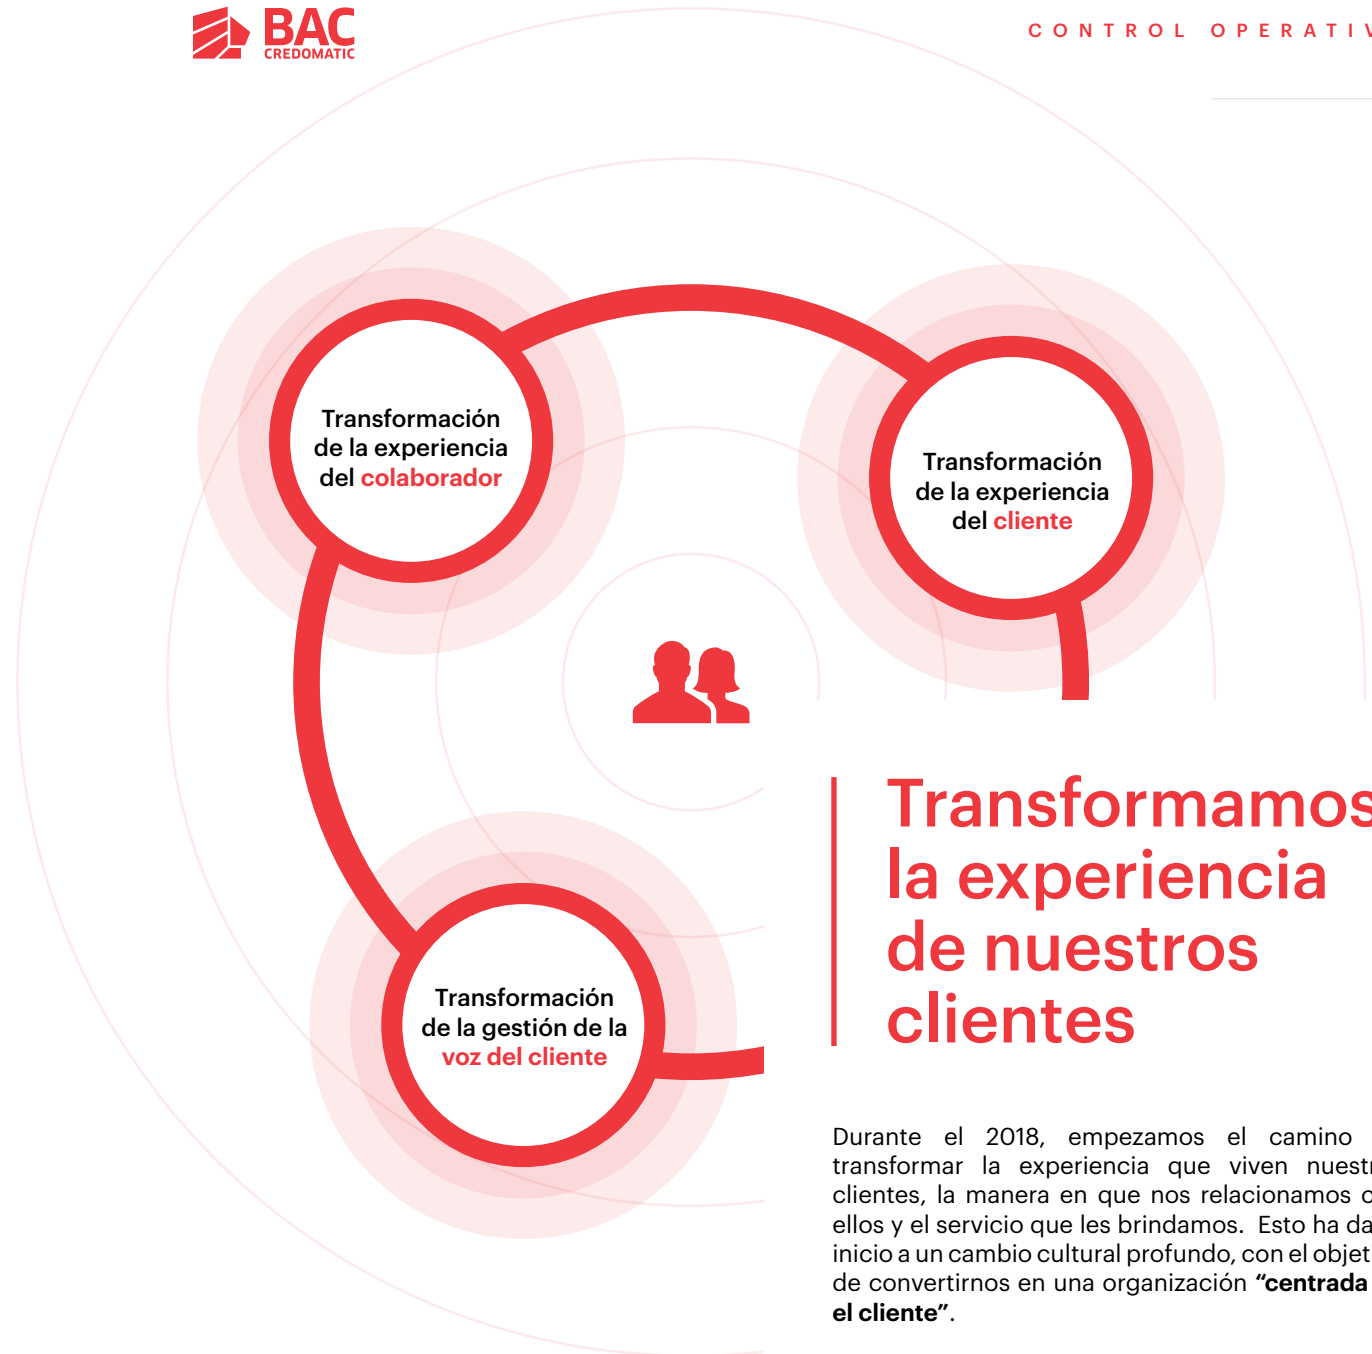 BAC
CREDOMATIC
CONTROL
Transformación
de la experiencia
del colaborador
Transformación
de la experiencia
del cliente
Transformación
de la gestión de la
voz del cliente
Transformamos
la experiencia
de nuestros
clientes
Durante el 2018, empezamos el camino
transformar la experiencia que viven
clientes, la manera en que nos relacionamos
ellos y el servicio que les brindamos. Esto ha
inicio a un cambio cultural profundo, con el
de convertirnos en una organización “centrada
el cliente”.